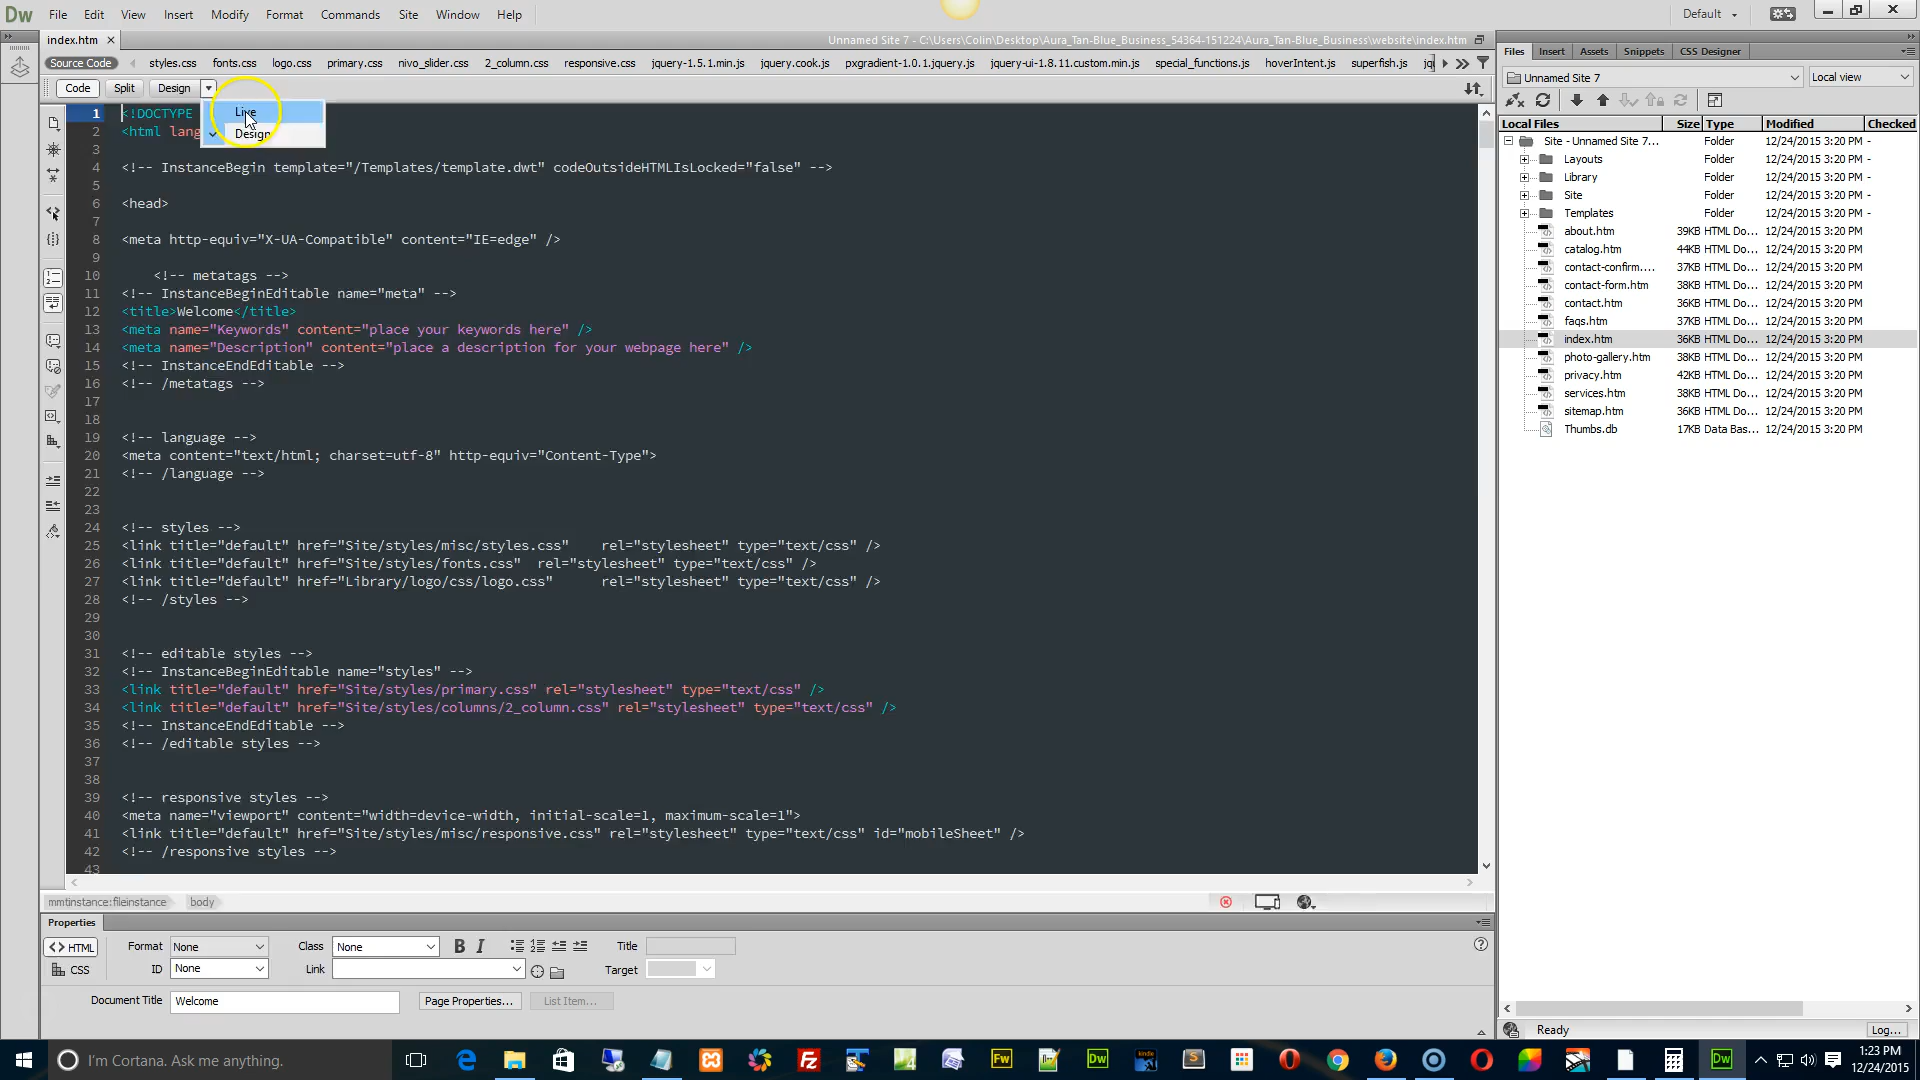 Dw File Edit View Insert Modify Format Commands Site Window Help Default
index.htm Unnamed Site 7 - C:\Users\Colin\Desktop\Aura_Tan-Blue_Business_54364-151224\Aura_Tan-Blue_Business\website\index.htm
Source Code styles.css fonts.css logo.css primary.css nivo_slider.css 2_column.css responsive.css jquery-1.5.1.min.js jquery.cook.js pxgradient-1.0.1.jquery.js jquery-ui-1.8.11.custom.min.js special_functions.js hoverIntent.js superfish.js
Code Split Design
Live
Design
1 <!DOCTYPE
2 <html lang
3
4 <!-- InstanceBegin template="/Templates/template.dwt" codeOutsideHTMLIsLocked="false" -->
5
6 <head>
7
8 <meta http-equiv="X-UA-Compatible" content="IE=edge" />
9
10 <!-- metatags -->
11 <!-- InstanceBeginEditable name="meta" -->
12 <title>Welcome</title>
13 <meta name="Keywords" content="place your keywords here" />
14 <meta name="Description" content="place a description for your webpage here" />
15 <!-- InstanceEndEditable -->
16 <!-- /metatags -->
17
18
19 <!-- language -->
20 <meta content="text/html; charset=utf-8" http-equiv="Content-Type">
21 <!-- /language -->
22
23
24 <!-- styles -->
25 <link title="default" href="Site/styles/misc/styles.css" rel="stylesheet" type="text/css" />
26 <link title="default" href="Site/styles/fonts.css" rel="stylesheet" type="text/css" />
27 <link title="default" href="Library/logo/css/logo.css" rel="stylesheet" type="text/css" />
28 <!-- /styles -->
29
30
31 <!-- editable styles -->
32 <!-- InstanceBeginEditable name="styles" -->
33 <link title="default" href="Site/styles/primary.css" rel="stylesheet" type="text/css" />
34 <link title="default" href="Site/styles/columns/2_column.css" rel="stylesheet" type="text/css" />
35 <!-- InstanceEndEditable -->
36 <!-- /editable styles -->
37
38
39 <!-- responsive styles -->
40 <meta name="viewport" content="width=device-width, initial-scale=1, maximum-scale=1">
41 <link title="default" href="Site/styles/misc/responsive.css" rel="stylesheet" type="text/css" id="mobileSheet" />
42 <!-- /responsive styles -->
43
mmtinstance:fileinstance body
Properties
<> HTML Format None Class None B I Title
CSS ID None Link Target
Document Title Welcome Page Properties... List Item...
Files Insert Assets Snippets CSS Designer
Unnamed Site 7 Local view
Local Files Size Type Modified Checked
Site - Unnamed Site 7... Folder 12/24/2015 3:20 PM -
Layouts Folder 12/24/2015 3:20 PM -
Library Folder 12/24/2015 3:20 PM -
Site Folder 12/24/2015 3:20 PM -
Templates Folder 12/24/2015 3:20 PM -
about.htm 39KB HTML Do... 12/24/2015 3:20 PM
catalog.htm 44KB HTML Do... 12/24/2015 3:20 PM
contact-confirm.... 37KB HTML Do... 12/24/2015 3:20 PM
contact-form.htm 38KB HTML Do... 12/24/2015 3:20 PM
contact.htm 36KB HTML Do... 12/24/2015 3:20 PM
faqs.htm 37KB HTML Do... 12/24/2015 3:20 PM
index.htm 36KB HTML Do... 12/24/2015 3:20 PM
photo-gallery.htm 38KB HTML Do... 12/24/2015 3:20 PM
privacy.htm 42KB HTML Do... 12/24/2015 3:20 PM
services.htm 38KB HTML Do... 12/24/2015 3:20 PM
sitemap.htm 36KB HTML Do... 12/24/2015 3:20 PM
Thumbs.db 17KB Data Bas... 12/24/2015 3:20 PM
Ready Log...
I'm Cortana. Ask me anything. Fz Fw Dw kindle S Dw 1:23 PM
12/24/2015